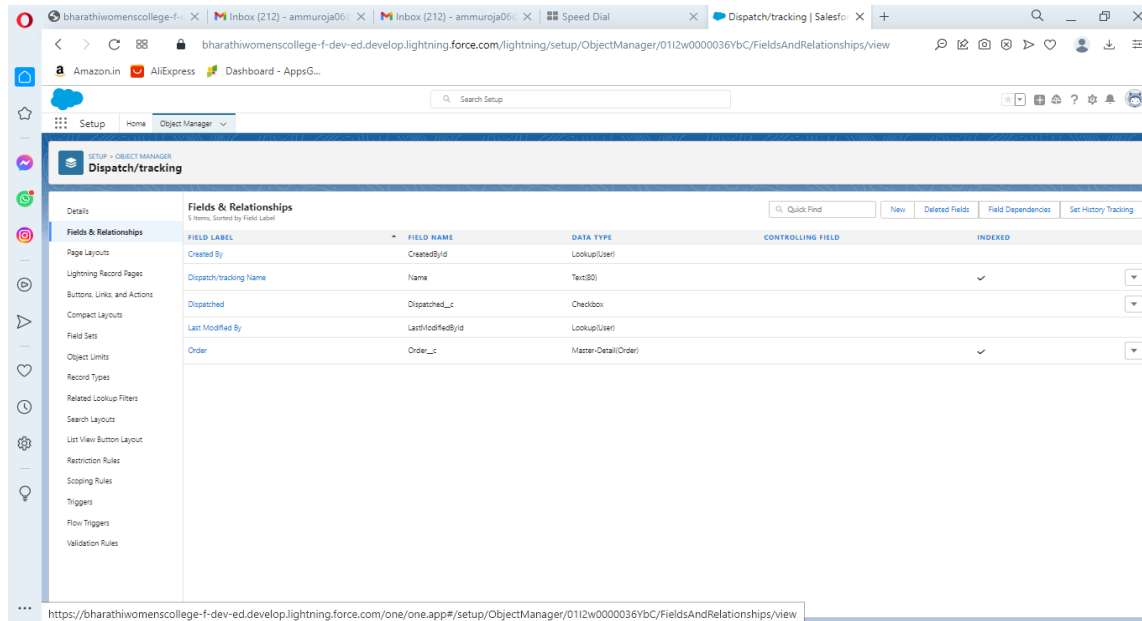 bharathiwomenscollege-f-c
Inbox (212) - ammuroja06
Inbox (212) - ammuroja06
Speed Dial
Dispatch/tracking | Salesfor
bharathiwomenscollege-f-dev-ed.develop.lightning.force.com/lightning/setup/ObjectManager/01I2w0000036YbC/FieldsAndRelationships/view
Amazon.in AliExpress Dashboard - AppsG...
Search Setup
Setup Home Object Manager
SETUP > OBJECT MANAGER
Dispatch/tracking
Details
Fields & Relationships
Page Layouts
Lightning Record Pages
Buttons, Links, and Actions
Compact Layouts
Field Sets
Object Limits
Record Types
Related Lookup Filters
Search Layouts
List View Button Layout
Restriction Rules
Scoping Rules
Triggers
Flow Triggers
Validation Rules
Fields & Relationships
5 Items, Sorted by Field Label
Quick Find New Deleted Fields Field Dependencies Set History Tracking
FIELD LABEL FIELD NAME DATA TYPE CONTROLLING FIELD INDEXED
Created By CreatedById Lookup(User)
Dispatch/tracking Name Name Text(80)
Dispatched Dispatched__c Checkbox
Last Modified By LastModifiedById Lookup(User)
Order Order__c Master-Detail(Order)
https://bharathiwomenscollege-f-dev-ed.develop.lightning.force.com/one/one.app#/setup/ObjectManager/01I2w0000036YbC/FieldsAndRelationships/view